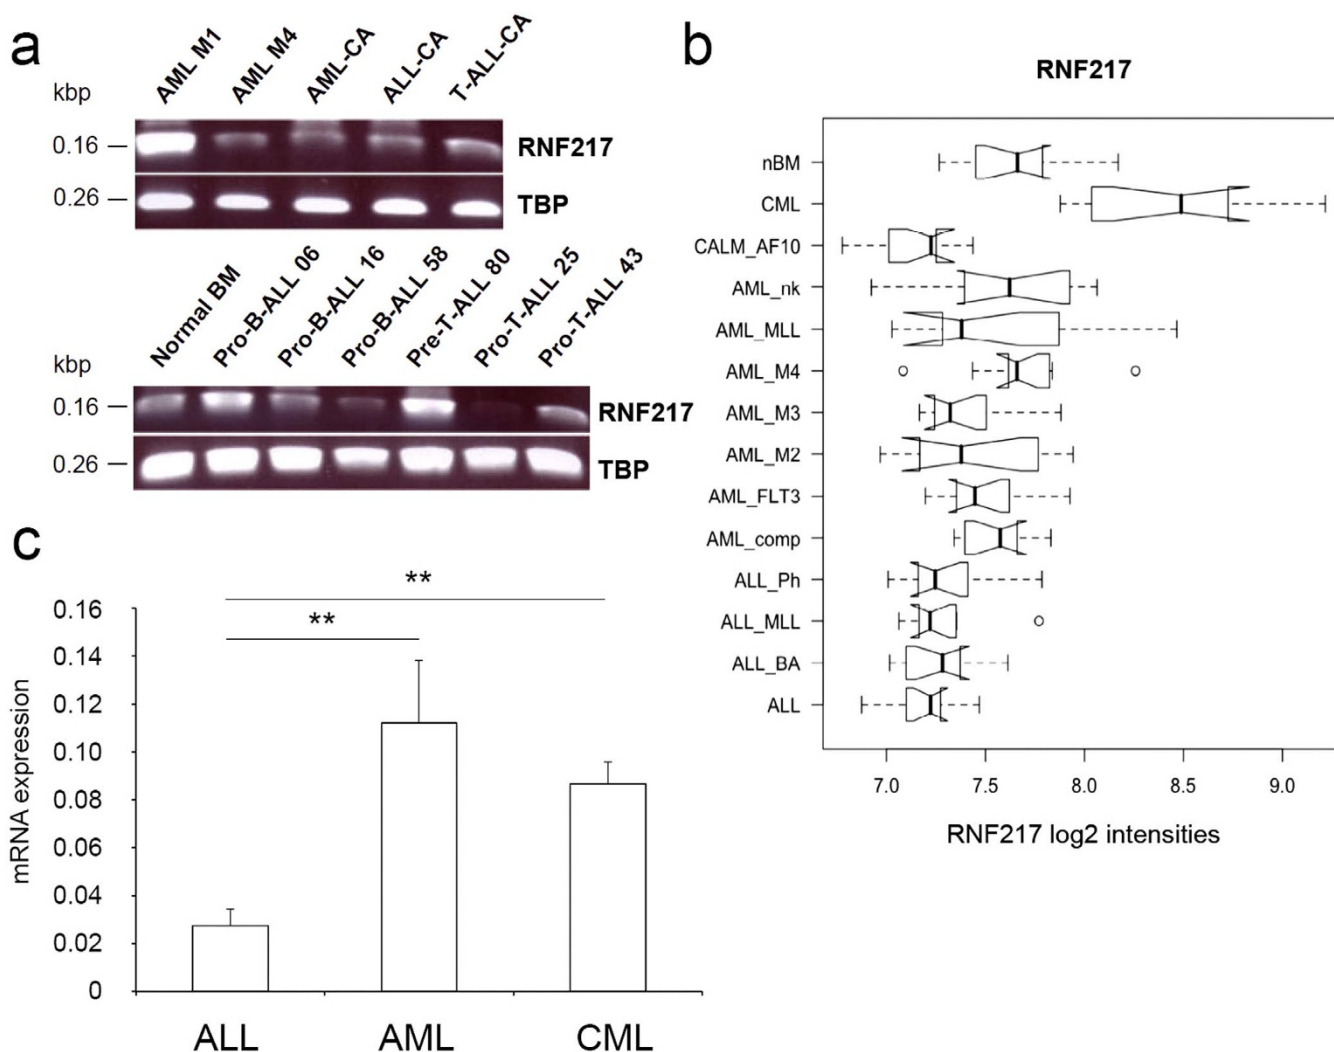 a
kbp
AML M1
AML M4
AML-CA
ALL-CA
T-ALL-CA
0.16
RNF217
0.26
TBP
kbp
Normal BM
Pro-B-ALL 06
Pro-B-ALL 16
Pro-B-ALL 58
Pre-T-ALL 80
Pro-T-ALL 25
Pro-T-ALL 43
0.16
RNF217
0.26
TBP
b
RNF217
nBM
CML
CALM_AF10
AML_nk
AML_MLL
AML_M4
AML_M3
AML_M2
AML_FLT3
AML_comp
ALL_Ph
ALL_MLL
ALL_BA
ALL
7.0 7.5 8.0 8.5 9.0
RNF217 log2 intensities
c
mRNA expression
0.16
0.14
0.12
0.10
0.08
0.06
0.04
0.02
0
**
**
ALL AML CML